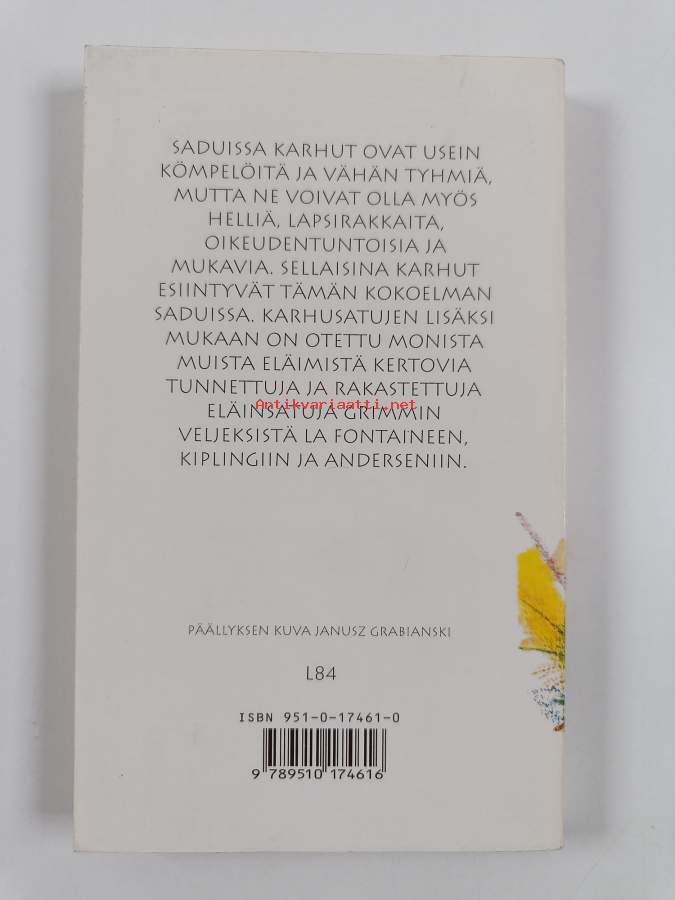 SADUISSA KARHUT OVAT USEIN
KÖMPELÖITÄ JA VÄHÄN TYHMIÄ,
MUTTA NE VOIVAT OLLA MYÖS
HELLIÄ, LAPSIRAKKAITA,
OIKEUDENTUNTOISIA JA
MUKAVIA. SELLAISINA KARHUT
ESIINTYVÄT TÄMÄN KOKOELMAN
SADUISSA. KARHUSATUJEN LISÄKSI
MUKAAN ON OTETTU MONISTA
MUISTA ELÄIMISTÄ KERTOVIA
TUNNETTUJA JA RAKASTETTUJA
Antikvariaatti.net
ELÄINSATUJA GRIMMIN
VELJEKSISTÄ LA FONTAINEEN,
KIPLINGIIN JA ANDERSENIIN.
PÄÄLLYKSEN KUVA JANUSZ GRABIANSKI
L84
ISBN 951-0-17461-0
9 789510 174616